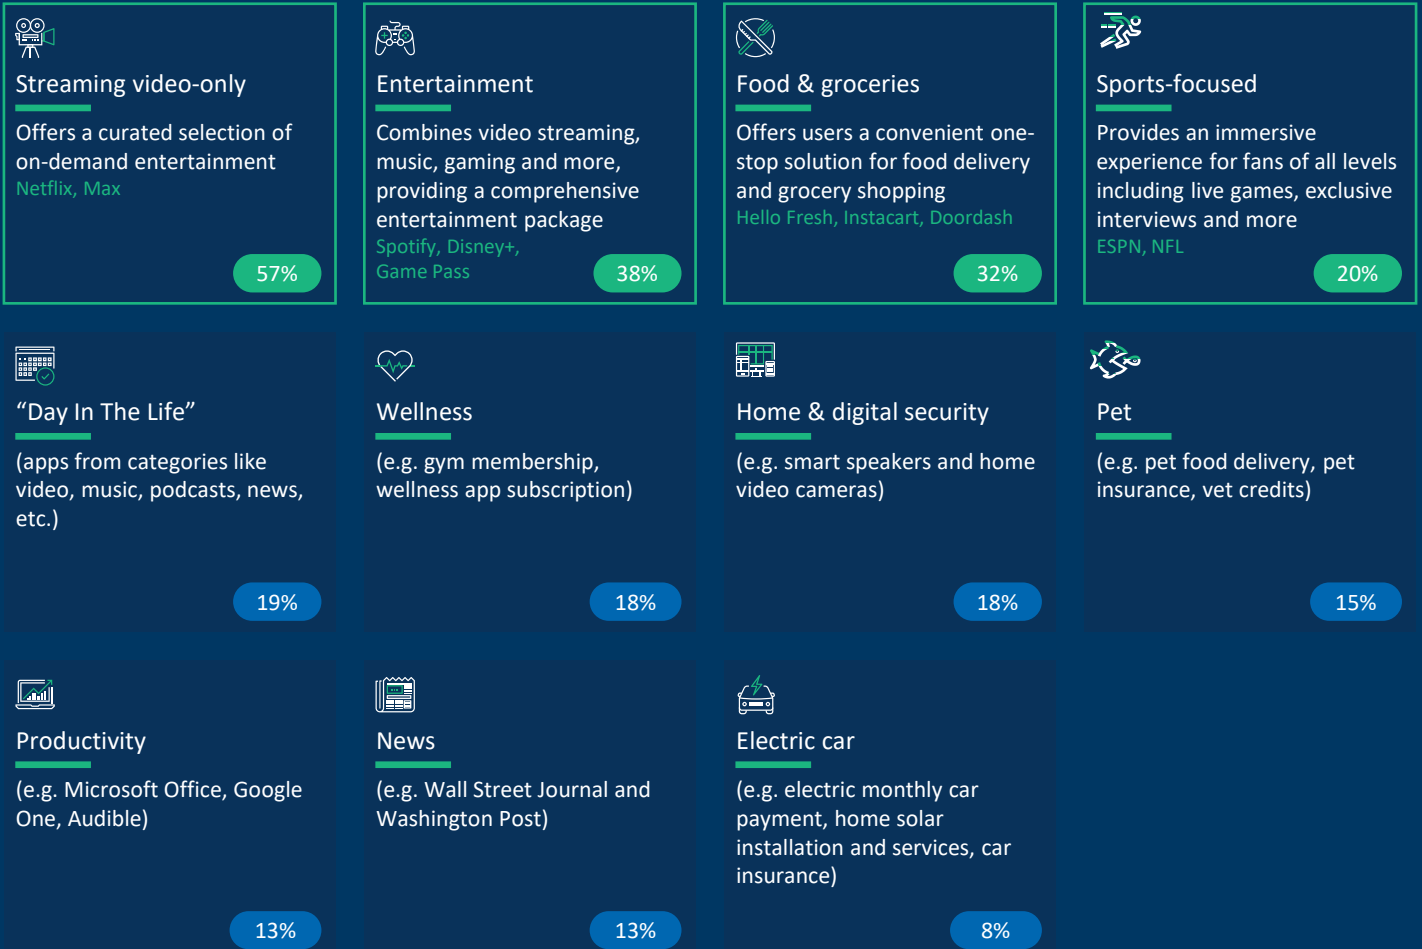 Streaming video-only
Offers a curated selection of
on-demand entertainment
Netflix, Max
57%
Entertainment
Combines video streaming,
music, gaming and more,
providing a comprehensive
entertainment package
Spotify, Disney+,
Game Pass
38%
Food & groceries
Offers users a convenient one-
stop solution for food delivery
and grocery shopping
Hello Fresh, Instacart, Doordash
32%
Sports-focused
Provides an immersive
experience for fans of all levels
including live games, exclusive
interviews and more
ESPN, NFL
20%
“Day In The Life”
(apps from categories like
video, music, podcasts, news,
etc.)
19%
Wellness
(e.g. gym membership,
wellness app subscription)
18%
Home & digital security
(e.g. smart speakers and home
video cameras)
18%
Pet
(e.g. pet food delivery, pet
insurance, vet credits)
15%
Productivity
(e.g. Microsoft Office, Google
One, Audible)
13%
News
(e.g. Wall Street Journal and
Washington Post)
13%
Electric car
(e.g. electric monthly car
payment, home solar
installation and services, car
insurance)
8%